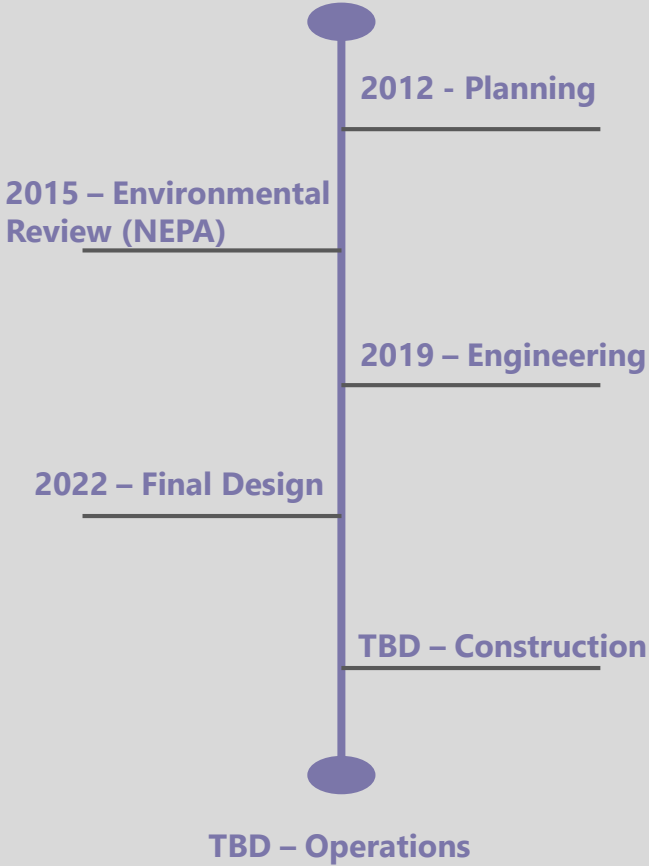 2012 - Planning
2015 – Environmental
Review (NEPA)
2019 – Engineering
2022 – Final Design
TBD – Construction
TBD – Operations